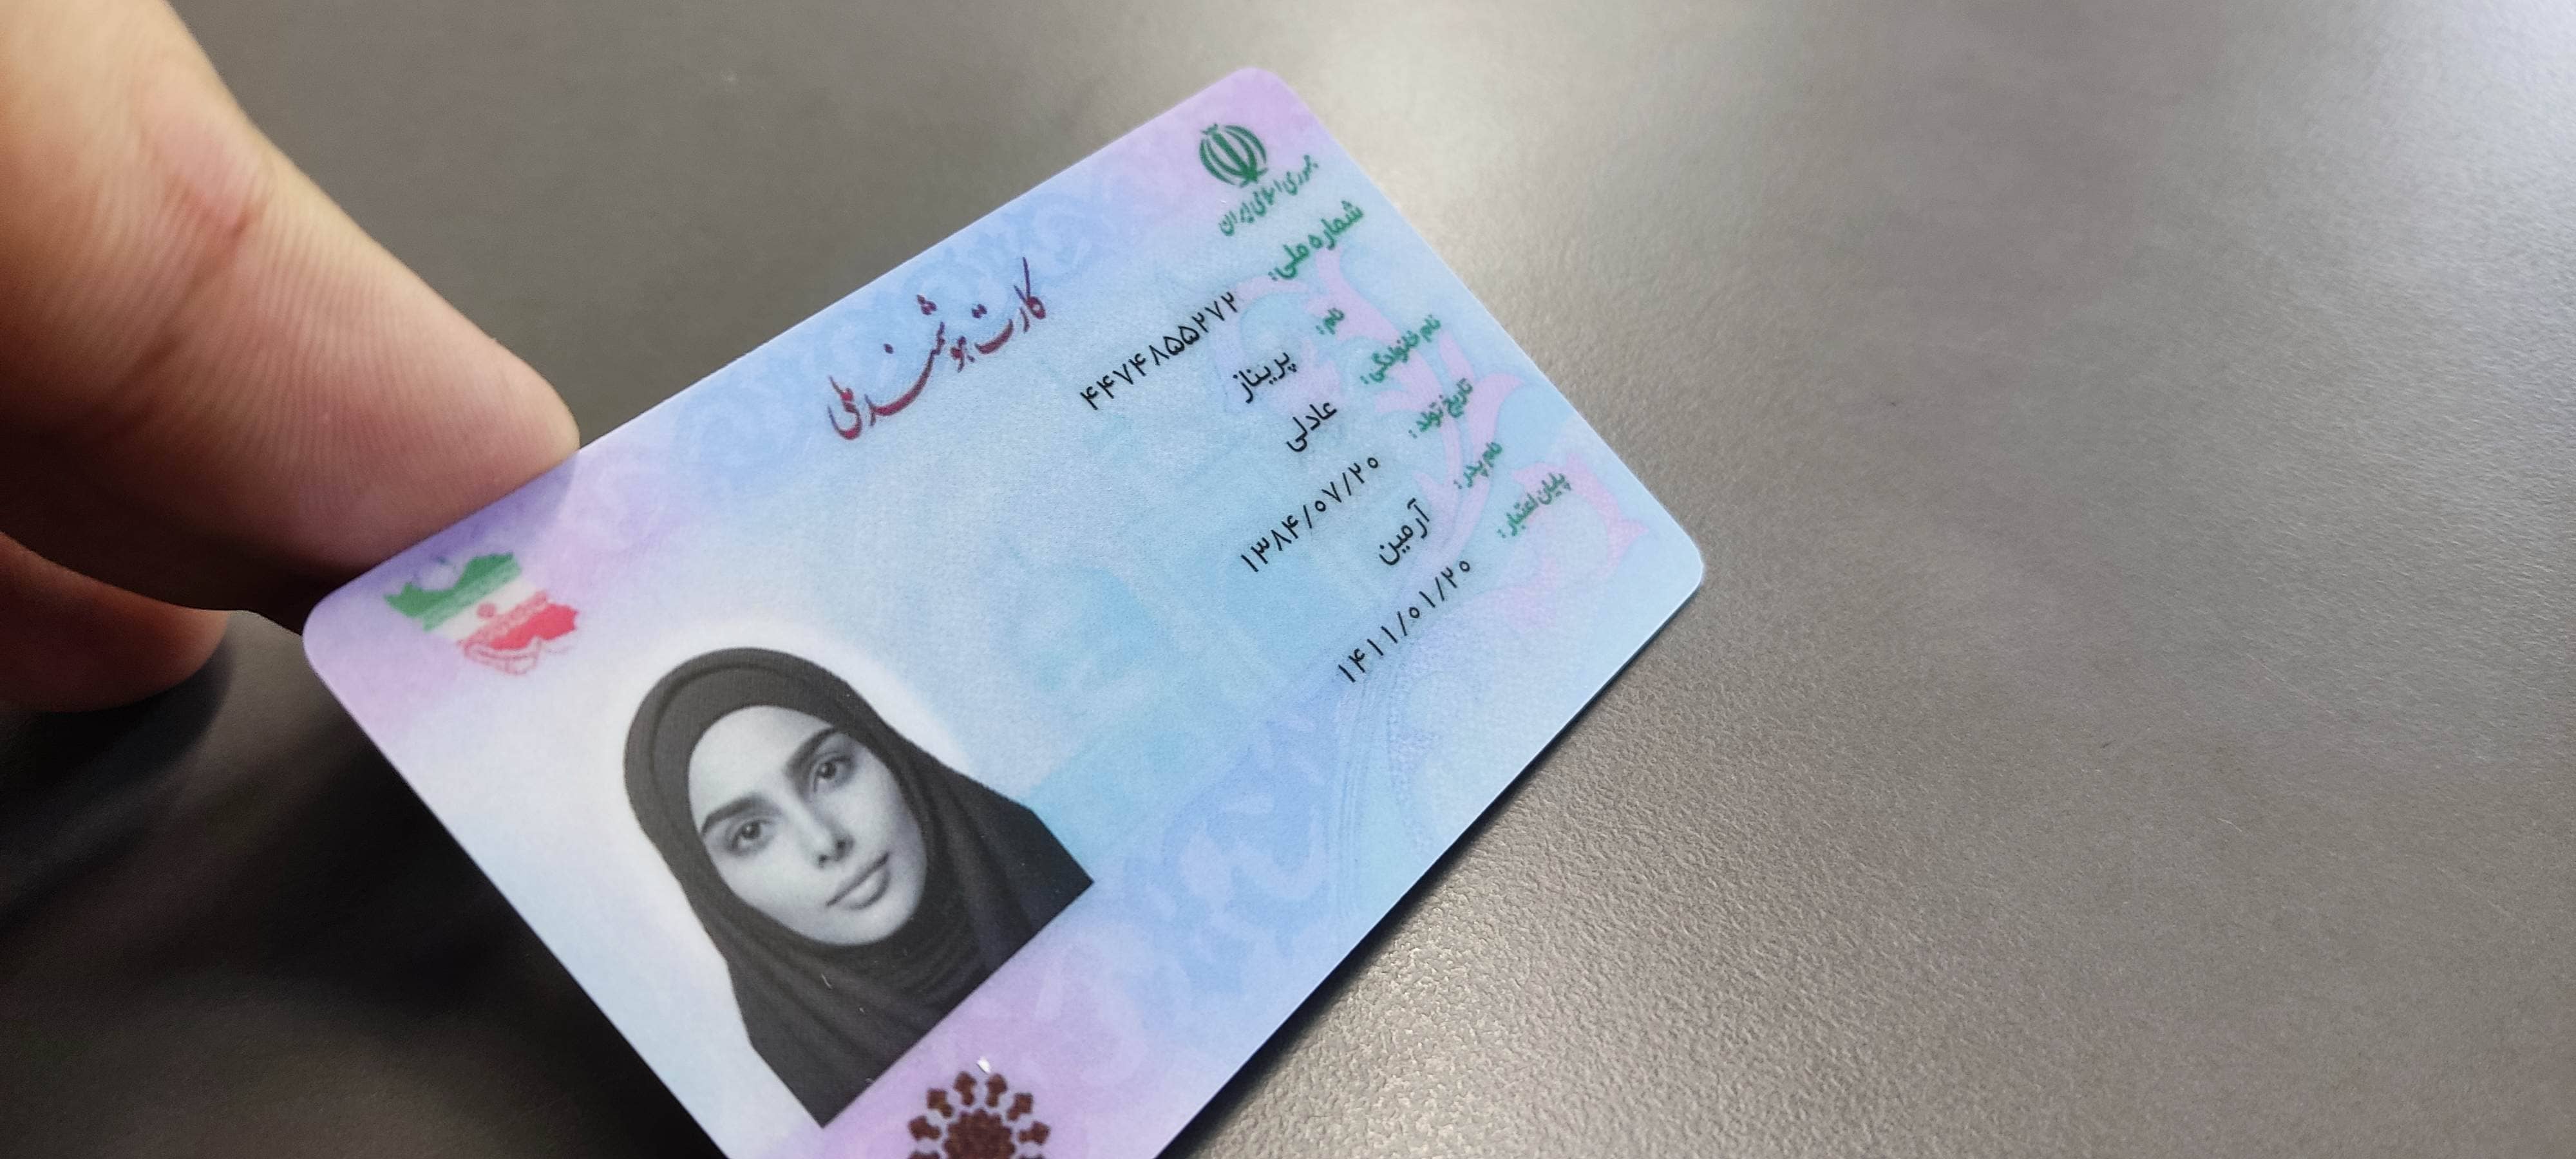 جمهوری اسلامی ایران
کارت هوشمند ملی
شماره ملی: ۴۴۷۴۸۵۵۲۷۲
نام: پریناز
نام خانوادگی: عادلی
تاریخ تولد: ۱۳۸۴/۰۷/۲۰
نام پدر: آرمین
پایان اعتبار: ۱۴۱۱/۰۱/۲۰